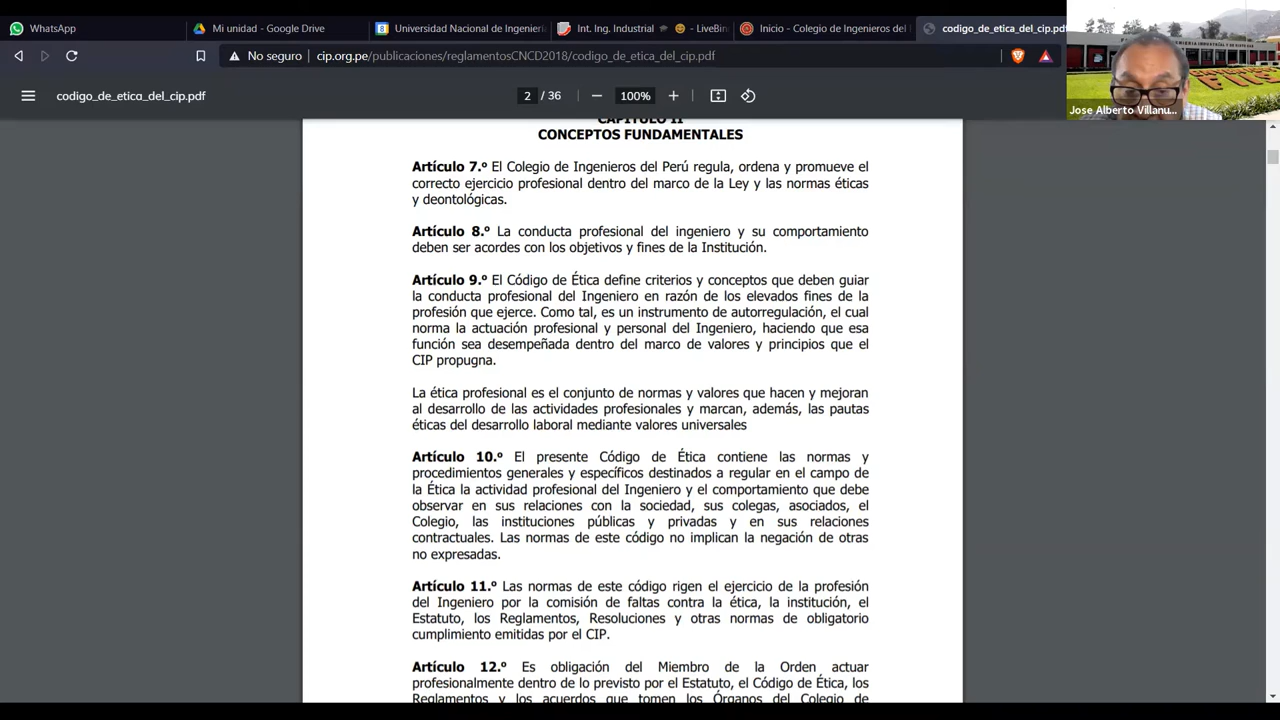 WhatsApp
Mi unidad - Google Drive
Universidad Nacional de Ingeniería
Int. Ing. Industrial
- LiveBin
Inicio - Colegio de Ingenieros del
codigo_de_etica_del_cip.pdf
No seguro
cip.org.pe/publicaciones/reglamentosCNCD2018/codigo_de_etica_del_cip.pdf
codigo_de_etica_del_cip.pdf
2 / 36
100%
Jose Alberto Villanu...
CAPITULO II
CONCEPTOS FUNDAMENTALES
Artículo 7.º El Colegio de Ingenieros del Perú regula, ordena y promueve el
correcto ejercicio profesional dentro del marco de la Ley y las normas éticas
y deontológicas.
Artículo 8.º La conducta profesional del ingeniero y su comportamiento
deben ser acordes con los objetivos y fines de la Institución.
Artículo 9.º El Código de Ética define criterios y conceptos que deben guiar
la conducta profesional del Ingeniero en razón de los elevados fines de la
profesión que ejerce. Como tal, es un instrumento de autorregulación, el cual
norma la actuación profesional y personal del Ingeniero, haciendo que esa
función sea desempeñada dentro del marco de valores y principios que el
CIP propugna.
La ética profesional es el conjunto de normas y valores que hacen y mejoran
al desarrollo de las actividades profesionales y marcan, además, las pautas
éticas del desarrollo laboral mediante valores universales
Artículo 10.º El presente Código de Ética contiene las normas y
procedimientos generales y específicos destinados a regular en el campo de
la Ética la actividad profesional del Ingeniero y el comportamiento que debe
observar en sus relaciones con la sociedad, sus colegas, asociados, el
Colegio, las instituciones públicas y privadas y en sus relaciones
contractuales. Las normas de este código no implican la negación de otras
no expresadas.
Artículo 11.º Las normas de este código rigen el ejercicio de la profesión
del Ingeniero por la comisión de faltas contra la ética, la institución, el
Estatuto, los Reglamentos, Resoluciones y otras normas de obligatorio
cumplimiento emitidas por el CIP.
Artículo 12.º Es obligación del Miembro de la Orden actuar
profesionalmente dentro de lo previsto por el Estatuto, el Código de Ética, los
Reglamentos y los acuerdos que tomen los Órganos del Colegio de